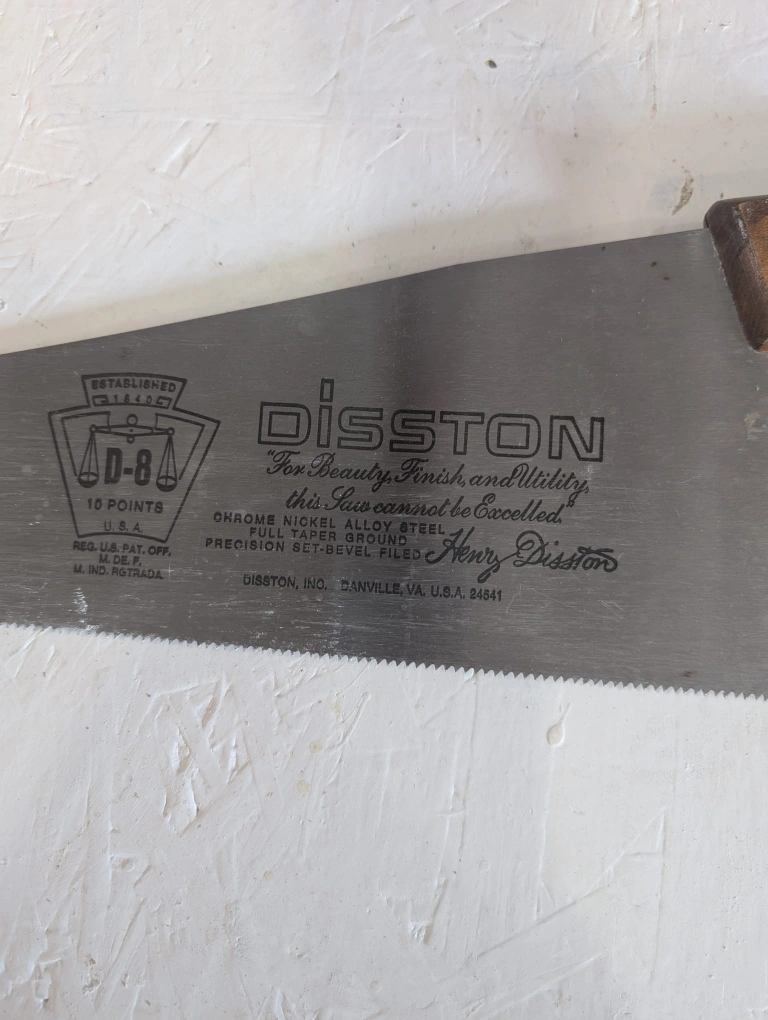 ESTABLISHED
1840
D-8
10 POINTS
U.S.A.
REG. U.S. PAT. OFF.
M. DE F.
M. IND. RGTRADA.
DISSTON
"For Beauty, Finish, and Utility,
this Saw cannot be Excelled."
CHROME NICKEL ALLOY STEEL
FULL TAPER GROUND
PRECISION SET-BEVEL FILED
Henry Disston
DISSTON, INC. DANVILLE, VA. U.S.A. 24541